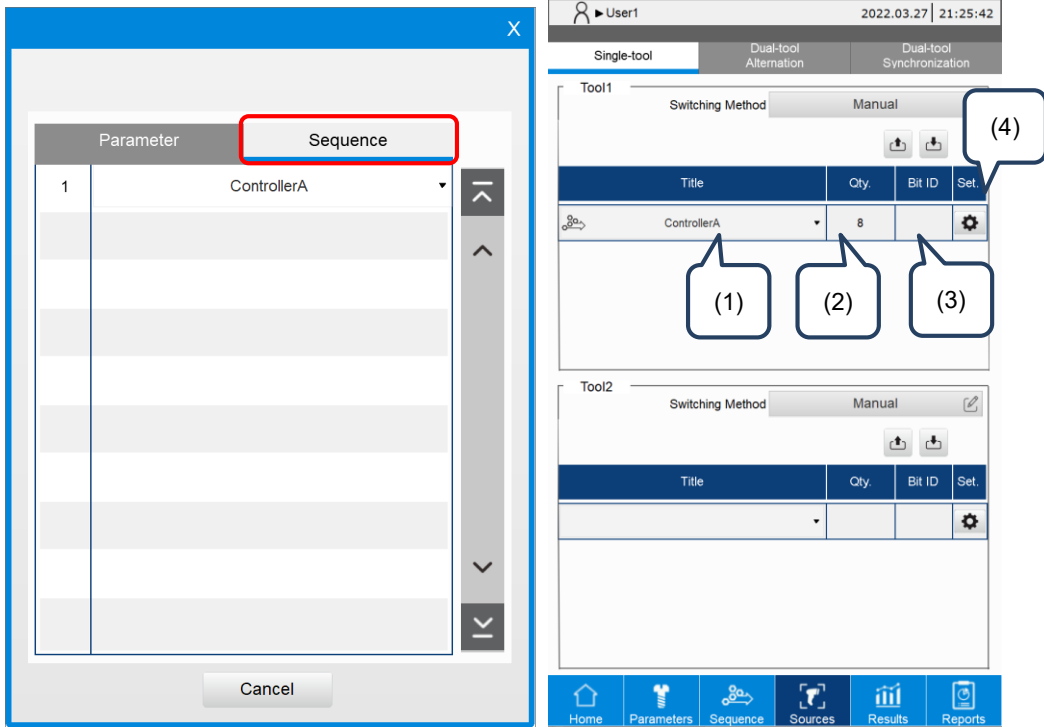 X
Parameter
Sequence
1
ControllerA
Cancel
►User1
2022.03.27 21:25:42
Single-tool
Dual-tool
Alternation
Dual-tool
Synchronization
Tool1
Switching Method
Manual
(4)
Title
Qty.
Bit ID
Set.
ControllerA
8
(1)
(2)
(3)
Tool2
Switching Method
Manual
Title
Qty.
Bit ID
Set.
Home
Parameters
Sequence
Sources
Results
Reports